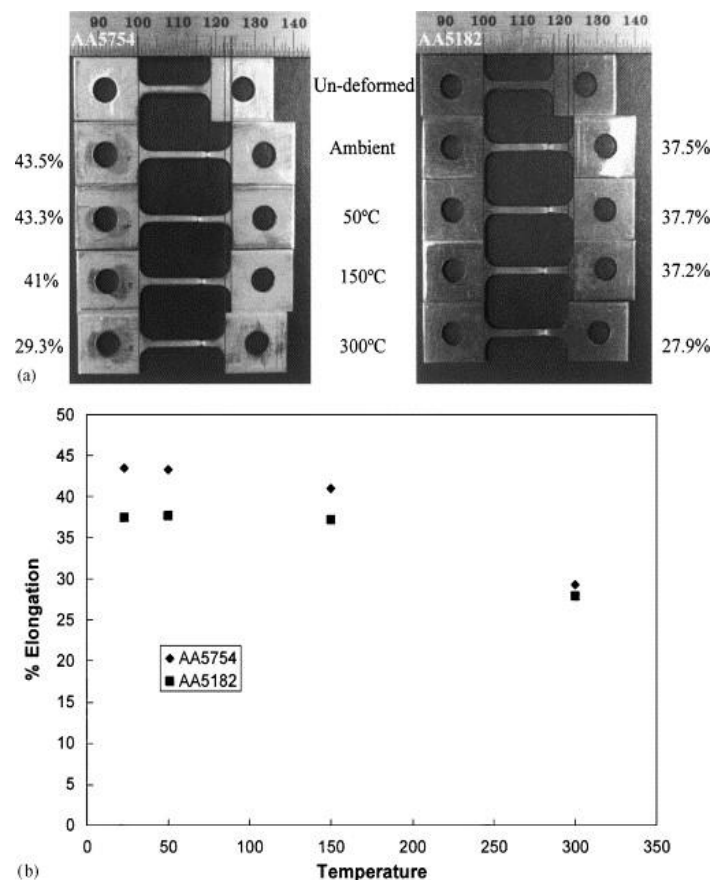 90 100 110 120 130 140
AA5754
90 100 110 120 130 140
AA5182
Un-deformed
43.5% Ambient 37.5%
43.3% 50ºC 37.7%
41% 150ºC 37.2%
29.3% 300ºC 27.9%
(a)
50
45
40
35
30
25
20
15
10
5
0
% Elongation
AA5754
AA5182
0 50 100 150 200 250 300 350
Temperature
(b)